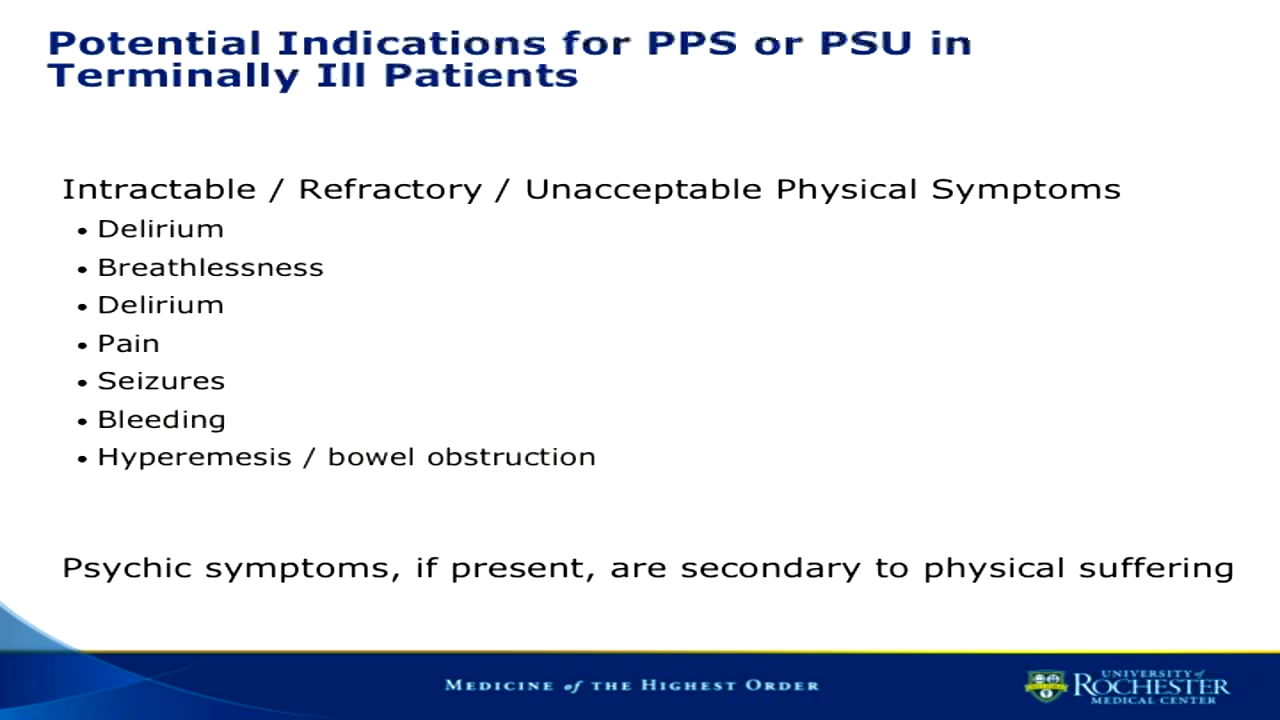 Potential Indications for PPS or PSU in
Terminally Ill Patients
Intractable / Refractory / Unacceptable Physical Symptoms
• Delirium
• Breathlessness
• Delirium
• Pain
• Seizures
• Bleeding
• Hyperemesis / bowel obstruction
Psychic symptoms, if present, are secondary to physical suffering
MEDICINE of THE HIGHEST ORDER
UNIVERSITY of
ROCHESTER
MEDICAL CENTER